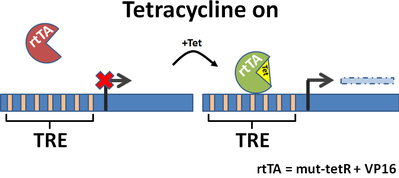 Tetracycline on
rtTA
+Tet
rtTA
Tet
TRE
TRE
rtTA = mut-tetR + VP16